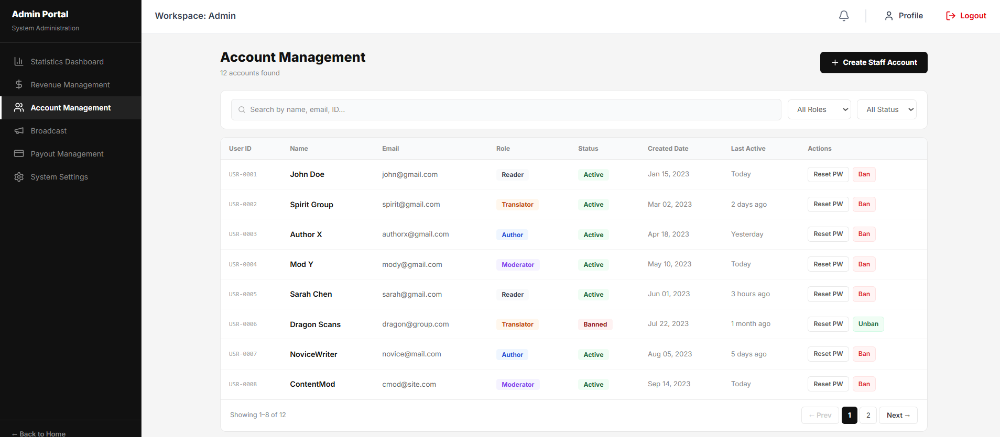 Admin Portal
System Administration
Statistics Dashboard
Revenue Management
Account Management
Broadcast
Payout Management
System Settings
← Back to Home
Workspace: Admin
Profile
Logout
Account Management
12 accounts found
+ Create Staff Account
Search by name, email, ID...
All Roles
All Status
User ID Name Email Role Status Created Date Last Active Actions
USR-0001 John Doe john@gmail.com Reader Active Jan 15, 2023 Today Reset PW Ban
USR-0002 Spirit Group spirit@gmail.com Translator Active Mar 02, 2023 2 days ago Reset PW Ban
USR-0003 Author X authorx@gmail.com Author Active Apr 18, 2023 Yesterday Reset PW Ban
USR-0004 Mod Y mody@gmail.com Moderator Active May 10, 2023 Today Reset PW Ban
USR-0005 Sarah Chen sarah@gmail.com Reader Active Jun 01, 2023 3 hours ago Reset PW Ban
USR-0006 Dragon Scans dragon@group.com Translator Banned Jul 22, 2023 1 month ago Reset PW Unban
USR-0007 NoviceWriter novice@mail.com Author Active Aug 05, 2023 5 days ago Reset PW Ban
USR-0008 ContentMod cmod@site.com Moderator Active Sep 14, 2023 Today Reset PW Ban
Showing 1–8 of 12
← Prev 1 2 Next →